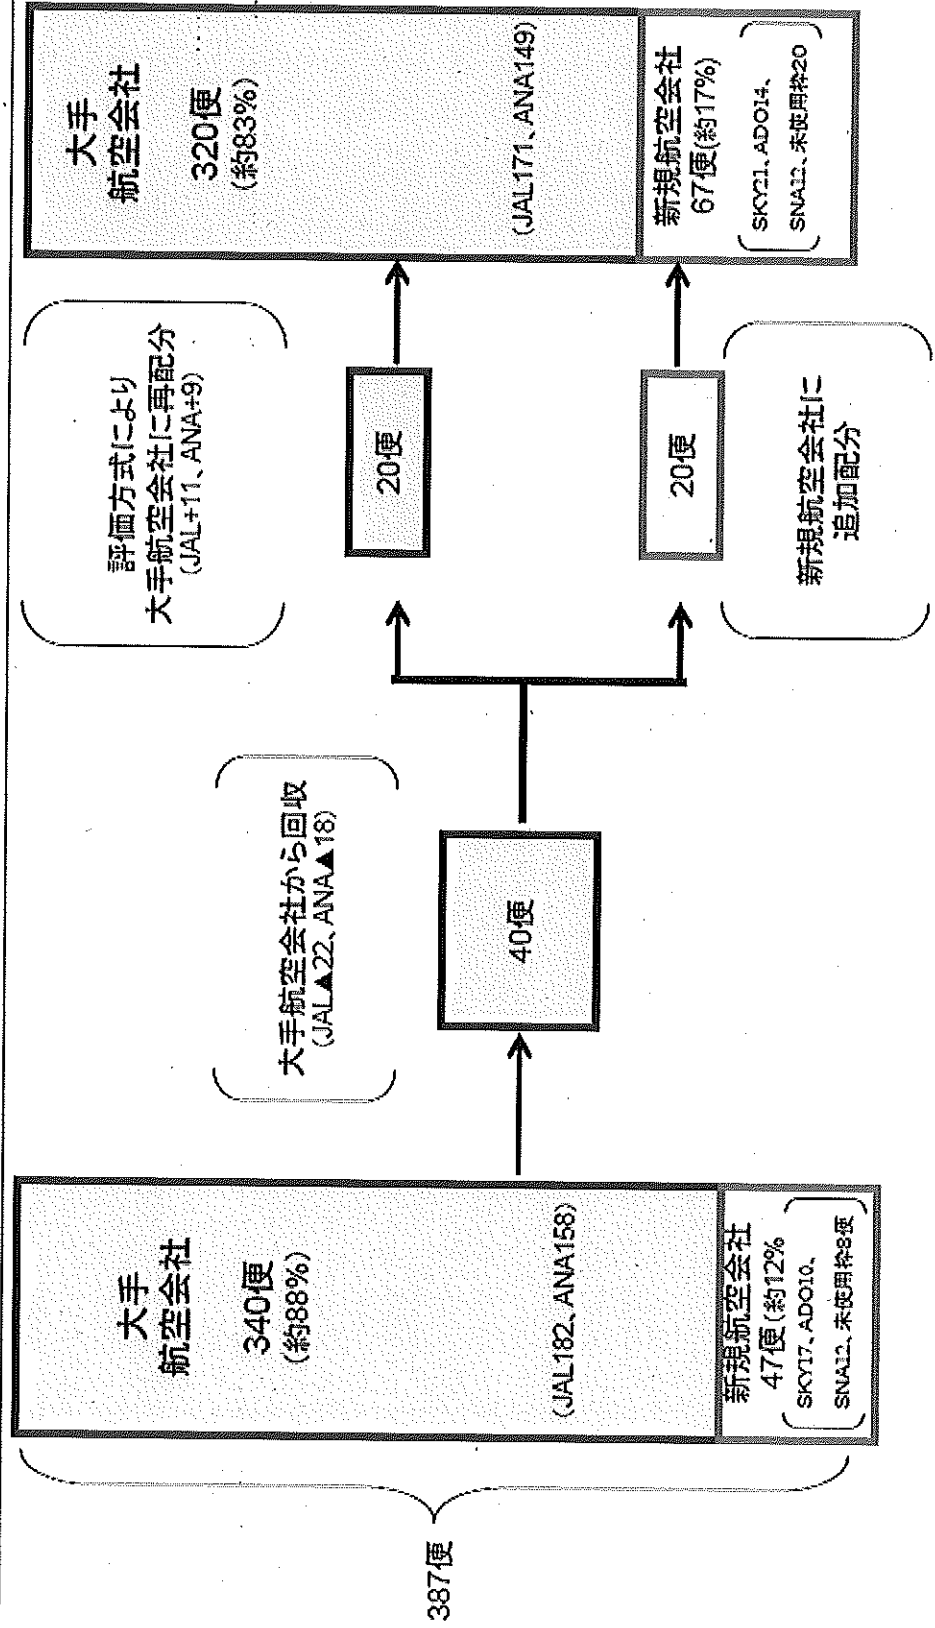 387便
大手
航空会社
340便
(約88%)
(JAL182、ANA158)
新規航空会社
47便(約12%
SKY17、ADO10、
SNA12、未使用枠8便
大手航空会社から回収
(JAL▲22、ANA▲18)
40便
評価方式により
大手航空会社に再配分
(JAL+11、ANA+9)
20便
20便
新規航空会社に
追加配分
大手
航空会社
320便
(約83%)
(JAL171、ANA149)
新規航空会社
67便(約17%)
SKY21、ADO14、
SNA12、未使用枠20